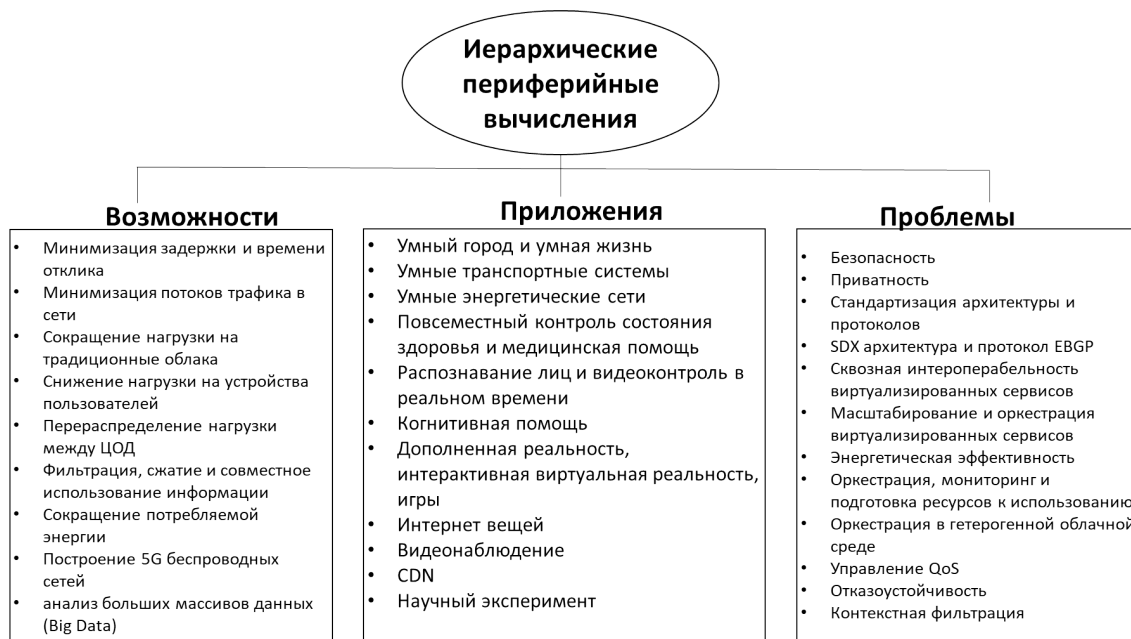 Иерархические
периферийные
вычисления
Возможности
• Минимизация задержки и времени
отклика
• Минимизация потоков трафика в
сети
• Сокращение нагрузки на
традиционные облака
• Снижение нагрузки на устройства
пользователей
• Перераспределение нагрузки
между ЦОД
• Фильтрация, сжатие и совместное
использование информации
• Сокращение потребляемой
энергии
• Построение 5G беспроводных
сетей
• анализ больших массивов данных
(Big Data)
Приложения
• Умный город и умная жизнь
• Умные транспортные системы
• Умные энергетические сети
• Повсеместный контроль состояния
здоровья и медицинская помощь
• Распознавание лиц и видеоконтроль в
реальном времени
• Когнитивная помощь
• Дополненная реальность,
интерактивная виртуальная реальность,
игры
• Интернет вещей
• Видеонаблюдение
• CDN
• Научный эксперимент
Проблемы
• Безопасность
• Приватность
• Стандартизация архитектуры и
протоколов
• SDX архитектура и протокол EBGP
• Сквозная интероперабельность
виртуализированных сервисов
• Масштабирование и оркестрация
виртуализированных сервисов
• Энергетическая эффективность
• Оркестрация, мониторинг и
подготовка ресурсов к использованию
• Оркестрация в гетерогенной облачной
среде
• Управление QoS
• Отказоустойчивость
• Контекстная фильтрация